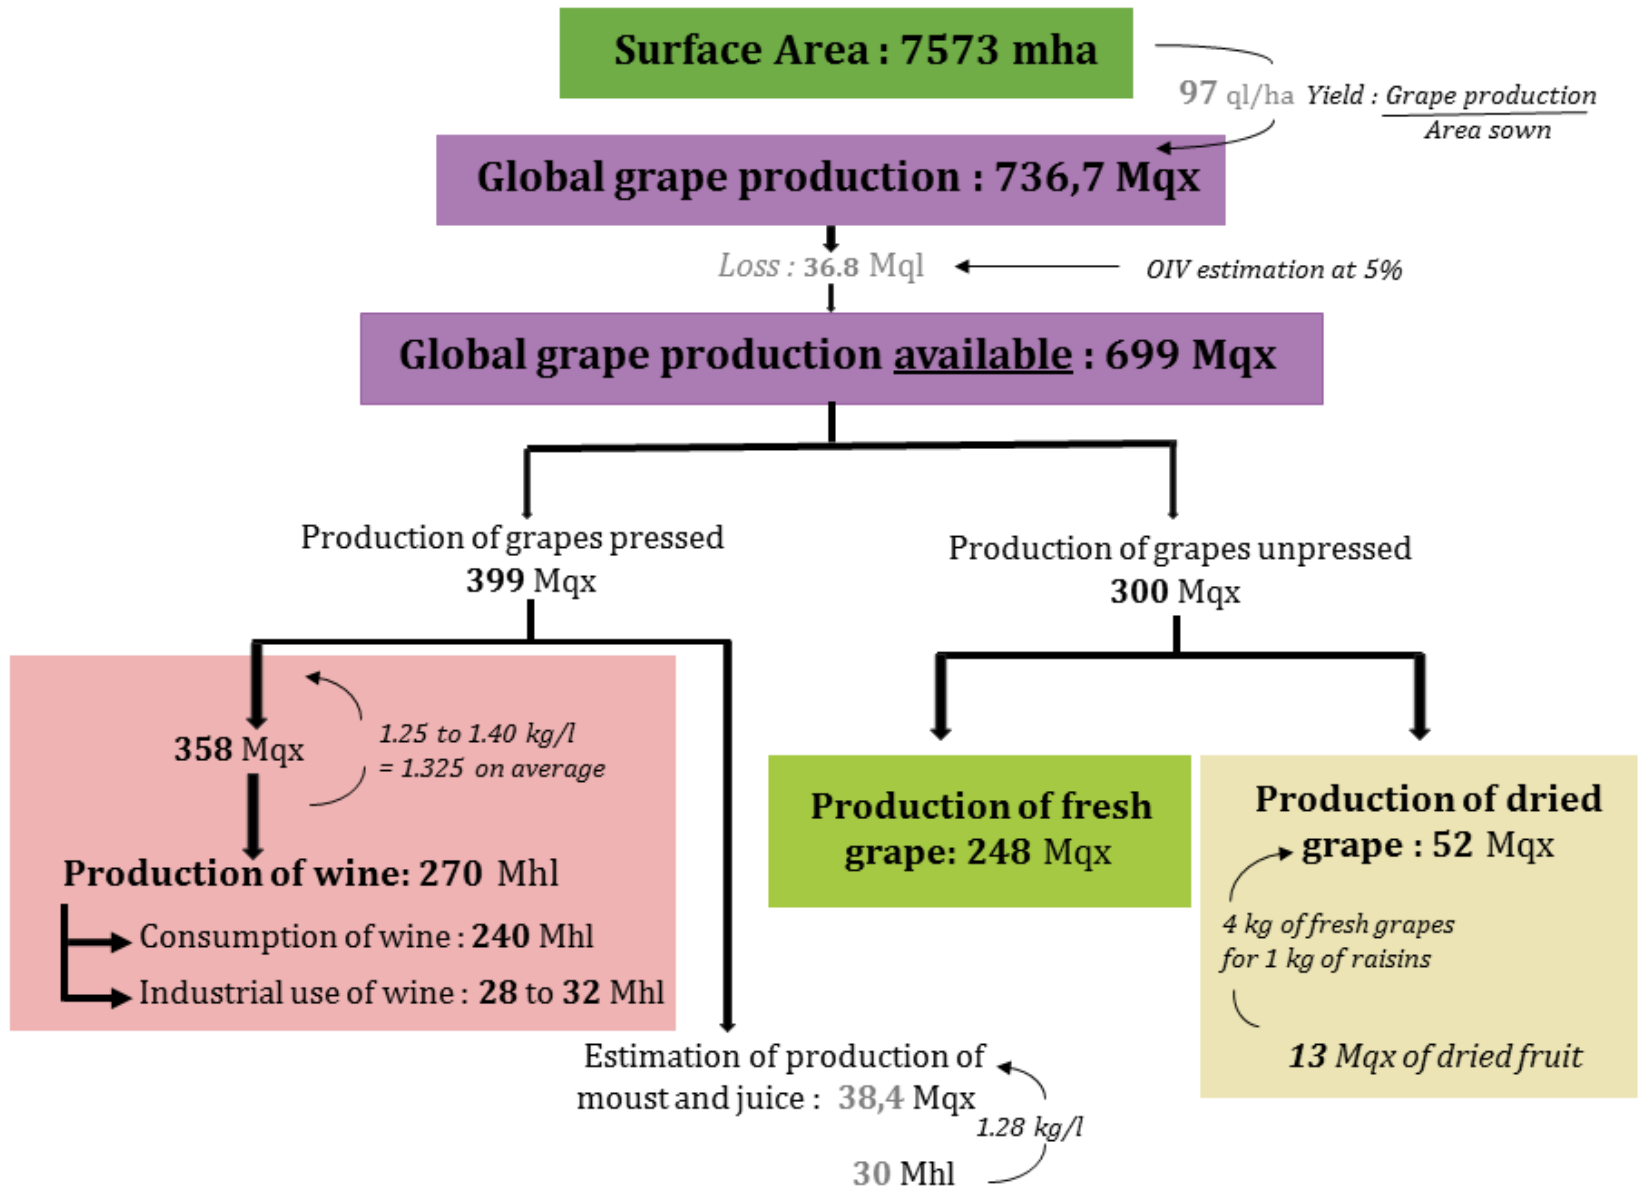 Surface Area : 7573 mha
97 ql/ha Yield : Grape production
Area sown
Global grape production : 736,7 Mqx
Loss : 36.8 Mql
OIV estimation at 5%
Global grape production available : 699 Mqx
Production of grapes pressed
399 Mqx
Production of grapes unpressed
300 Mqx
358 Mqx
1.25 to 1.40 kg/l
= 1.325 on average
Production of wine: 270 Mhl
Consumption of wine : 240 Mhl
Industrial use of wine : 28 to 32 Mhl
Estimation of production of
moust and juice : 38,4 Mqx
1.28 kg/l
30 Mhl
Production of fresh
grape: 248 Mqx
Production of dried
grape : 52 Mqx
4 kg of fresh grapes
for 1 kg of raisins
13 Mqx of dried fruit